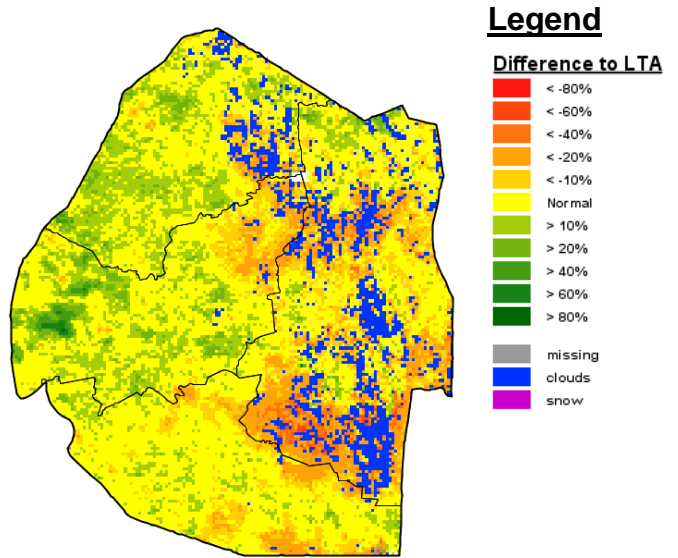 Legend
Difference to LTA
< -80%
< -60%
< -40%
< -20%
< -10%
Normal
> 10%
> 20%
> 40%
> 60%
> 80%
missing
clouds
snow